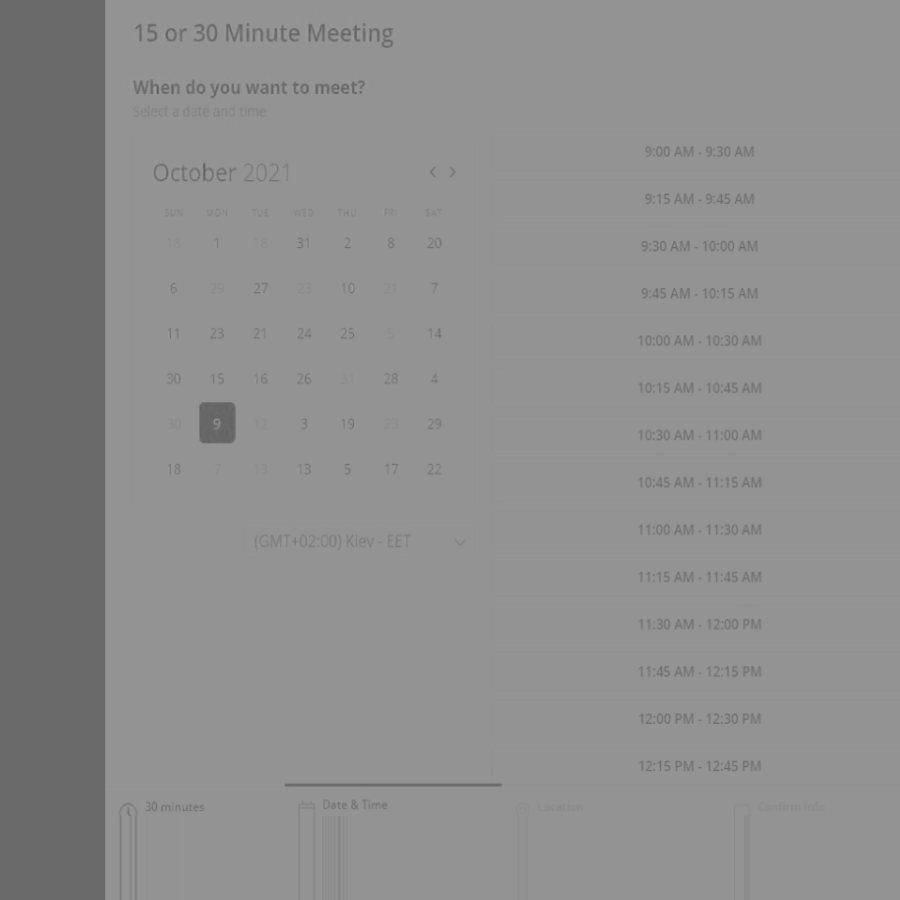 15 or 30 Minute Meeting
When do you want to meet?
Select a date and time
October 2021
SUN MON TUE WED THU FRI SAT
18 1 18 31 2 8 20
6 29 27 23 10 21 7
11 23 21 24 25 14
30 15 16 26 31 28 4
30 9 12 3 19 23 29
18 7 13 5 17 22
(GMT+02:00) Kiev - EET
9:00 AM - 9:30 AM
9:15 AM - 9:45 AM
9:30 AM - 10:00 AM
9:45 AM - 10:15 AM
10:00 AM - 10:30 AM
10:15 AM - 10:45 AM
10:30 AM - 11:00 AM
10:45 AM - 11:15 AM
11:00 AM - 11:30 AM
11:15 AM - 11:45 AM
11:30 AM - 12:00 PM
11:45 AM - 12:15 PM
12:00 PM - 12:30 PM
12:15 PM - 12:45 PM
30 minutes
Date & Time
Location
Confirm Info